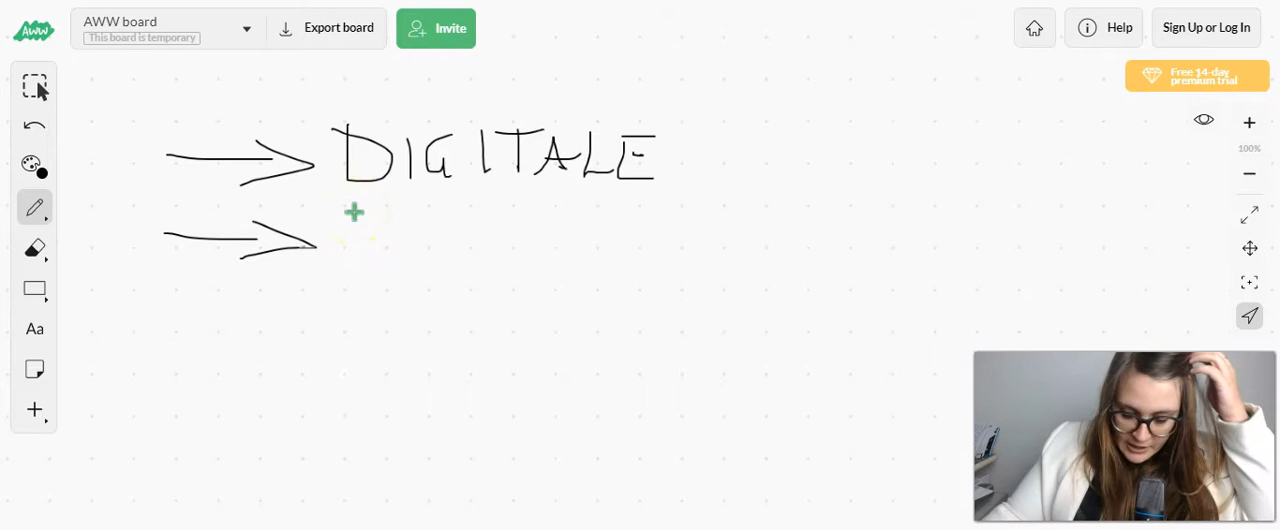 AWW
AWW board
This board is temporary
Export board
Invite
Help
Sign Up or Log In
Free 14-day
premium trial
100%
DIGITALE
Aa